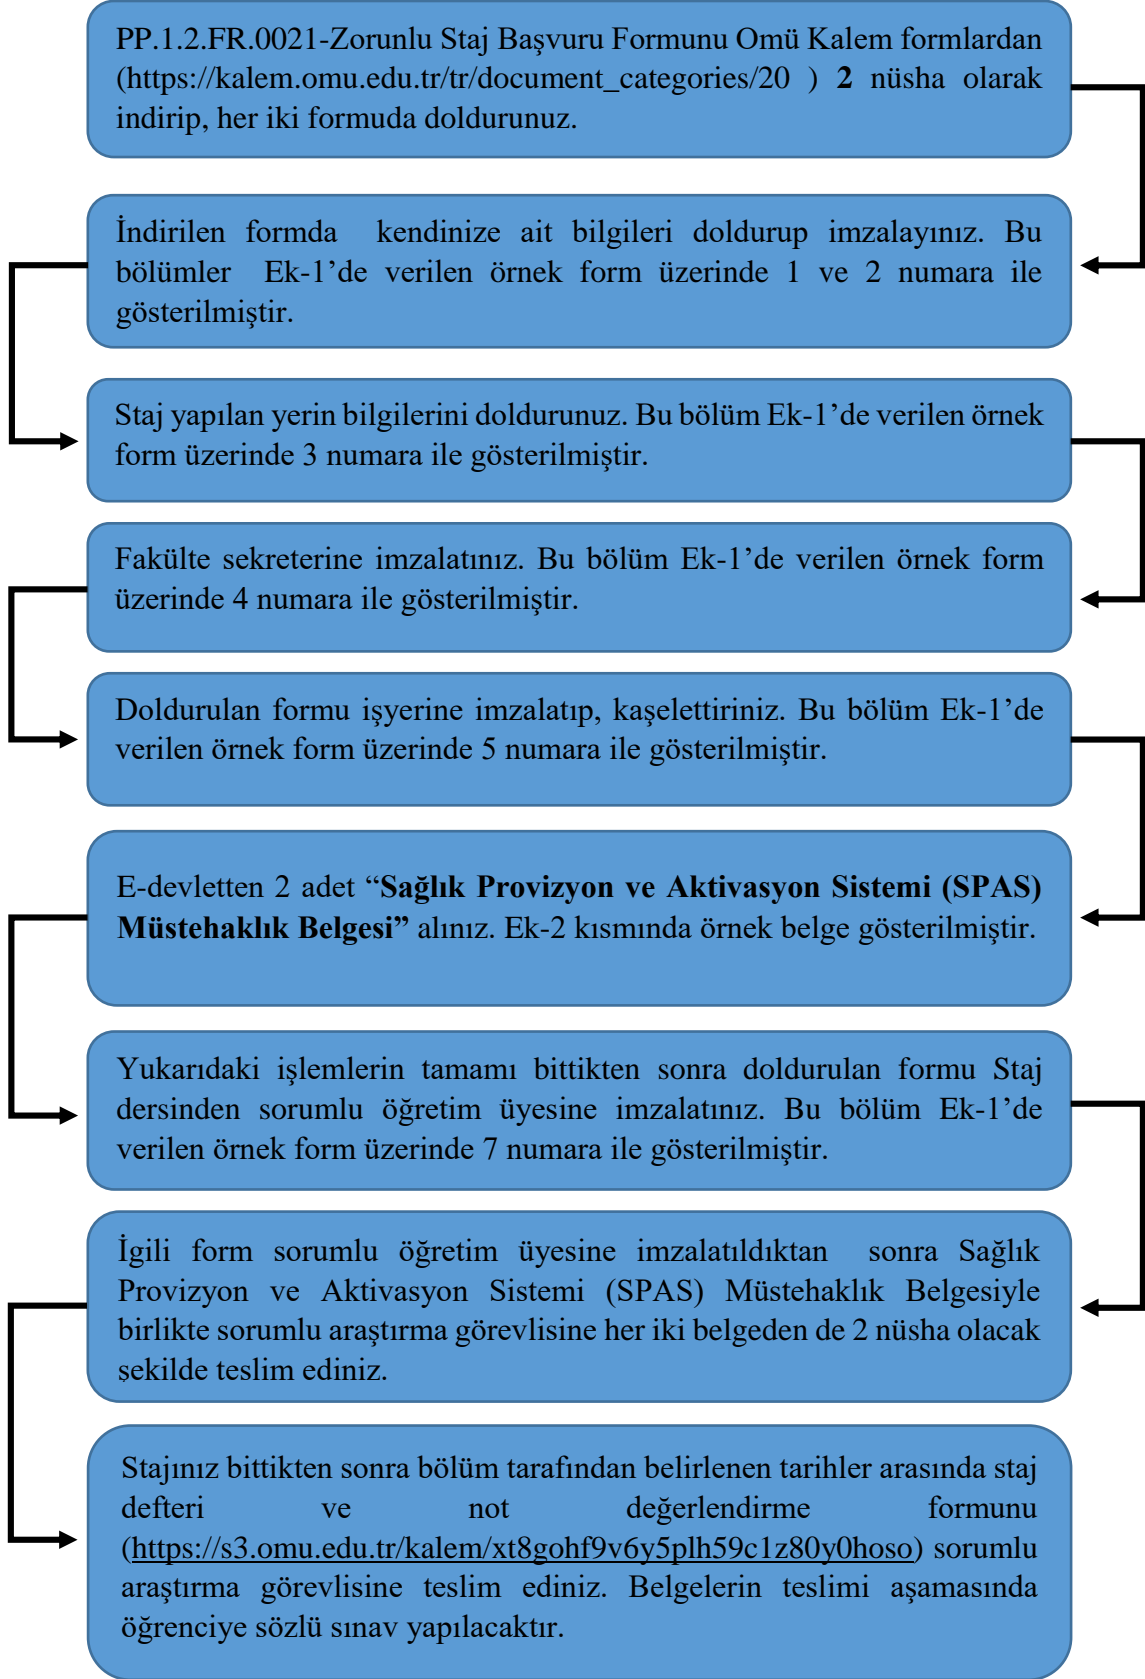 PP.1.2.FR.0021-Zorunlu Staj Başvuru Formunu Omü Kalem formlardan
(https://kalem.omu.edu.tr/tr/document_categories/20 ) 2 nüsha olarak
indirip, her iki formuda doldurunuz.
İndirilen formda kendinize ait bilgileri doldurup imzalayınız. Bu
bölümler Ek-1’de verilen örnek form üzerinde 1 ve 2 numara ile
gösterilmiştir.
Staj yapılan yerin bilgilerini doldurunuz. Bu bölüm Ek-1’de verilen örnek
form üzerinde 3 numara ile gösterilmiştir.
Fakülte sekreterine imzalatınız. Bu bölüm Ek-1’de verilen örnek form
üzerinde 4 numara ile gösterilmiştir.
Doldurulan formu işyerine imzalatıp, kaşelettiriniz. Bu bölüm Ek-1’de
verilen örnek form üzerinde 5 numara ile gösterilmiştir.
E-devletten 2 adet “Sağlık Provizyon ve Aktivasyon Sistemi (SPAS)
Müstehaklık Belgesi” alınız. Ek-2 kısmında örnek belge gösterilmiştir.
Yukarıdaki işlemlerin tamamı bittikten sonra doldurulan formu Staj
dersinden sorumlu öğretim üyesine imzalatınız. Bu bölüm Ek-1’de
verilen örnek form üzerinde 7 numara ile gösterilmiştir.
İgili form sorumlu öğretim üyesine imzalatıldıktan sonra Sağlık
Provizyon ve Aktivasyon Sistemi (SPAS) Müstehaklık Belgesiyle
birlikte sorumlu araştırma görevlisine her iki belgeden de 2 nüsha olacak
şekilde teslim ediniz.
Stajınız bittikten sonra bölüm tarafından belirlenen tarihler arasında staj
defteri ve not değerlendirme formunu
(https://s3.omu.edu.tr/kalem/xt8gohf9v6y5plh59c1z80y0hoso) sorumlu
araştırma görevlisine teslim ediniz. Belgelerin teslimi aşamasında
öğrenciye sözlü sınav yapılacaktır.